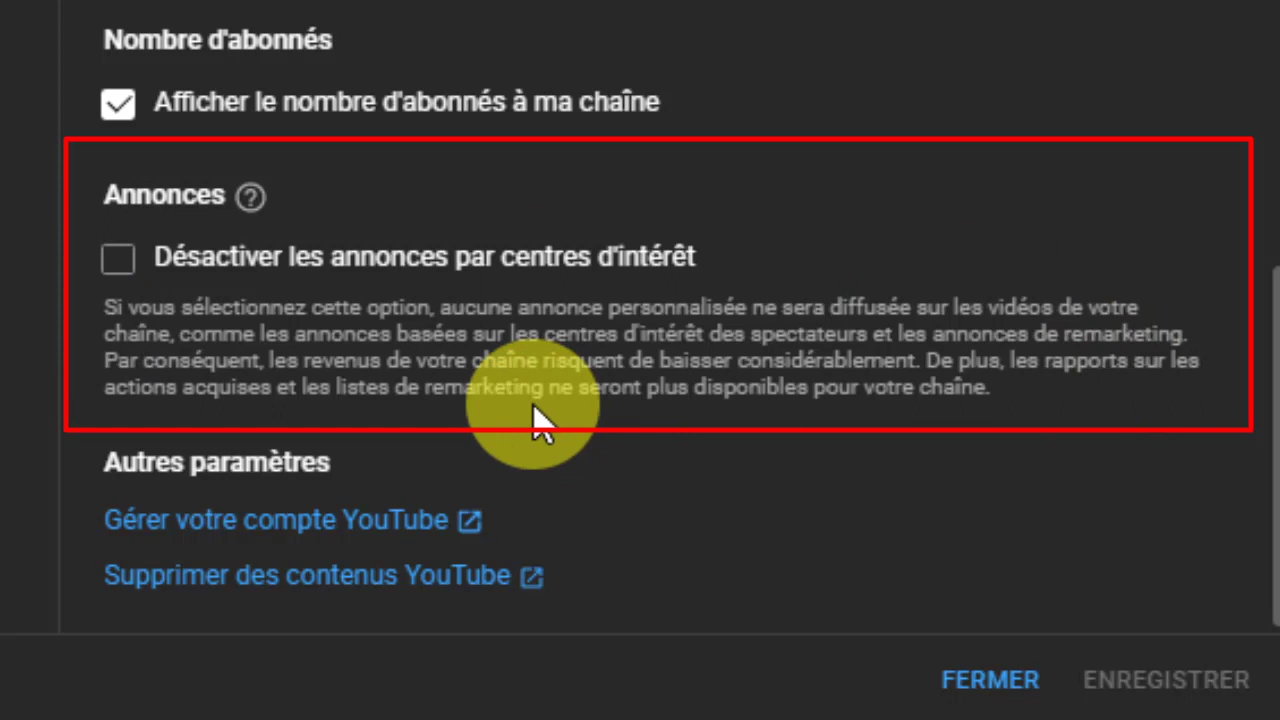 Nombre d'abonnés
Afficher le nombre d'abonnés à ma chaîne
Annonces ?
Désactiver les annonces par centres d'intérêt
Si vous sélectionnez cette option, aucune annonce personnalisée ne sera diffusée sur les vidéos de votre
chaîne, comme les annonces basées sur les centres d'intérêt des spectateurs et les annonces de remarketing.
Par conséquent, les revenus de votre chaîne risquent de baisser considérablement. De plus, les rapports sur les
actions acquises et les listes de remarketing ne seront plus disponibles pour votre chaîne.
Autres paramètres
Gérer votre compte YouTube
Supprimer des contenus YouTube
FERMER ENREGISTRER